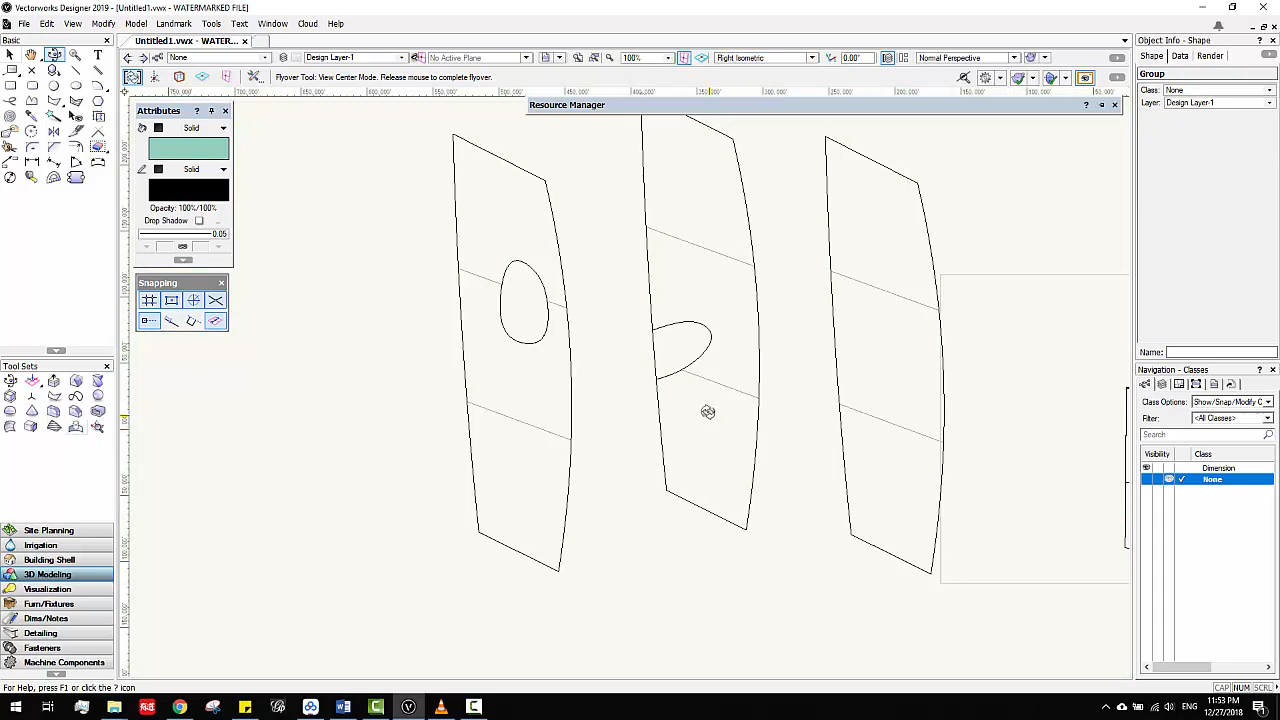 Vectorworks Designer 2019 - [Untitled1.vwx - WATERMARKED FILE]
File Edit View Modify Model Landmark Tools Text Window Cloud Help
Basic
Untitled1.vwx - WATER...
None
Design Layer-1
No Active Plane
100%
Right Isometric
0.00°
Normal Perspective
Flyover Tool: View Center Mode. Release mouse to complete flyover.
Attributes
Solid
Solid
Opacity: 100%/100%
Drop Shadow
0.05
Snapping
Resource Manager
Tool Sets
Site Planning
Irrigation
Building Shell
3D Modeling
Visualization
Furn/Fixtures
Dims/Notes
Detailing
Fasteners
Machine Components
For Help, press F1 or click the ? icon
Object Info - Shape
Shape Data Render
Group
Class: None
Layer: Design Layer-1
Name:
Navigation - Classes
Class Options: Show/Snap/Modify O
Filter: <All Classes>
Search
Visibility Class
Dimension
None
CAP NUM SCRL
ENG
11:53 PM
12/27/2018